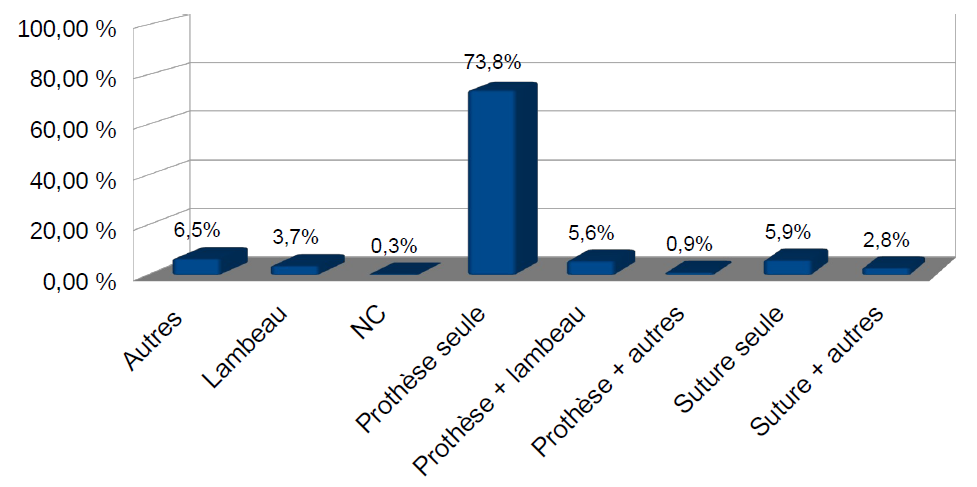 100,00 %
80,00 %
60,00 %
40,00 %
20,00 %
0,00 %
6,5%
3,7%
0,3%
73,8%
5,6%
0,9%
5,9%
2,8%
Autres
Lambeau
NC
Prothèse seule
Prothèse + lambeau
Prothèse + autres
Suture seule
Suture + autres